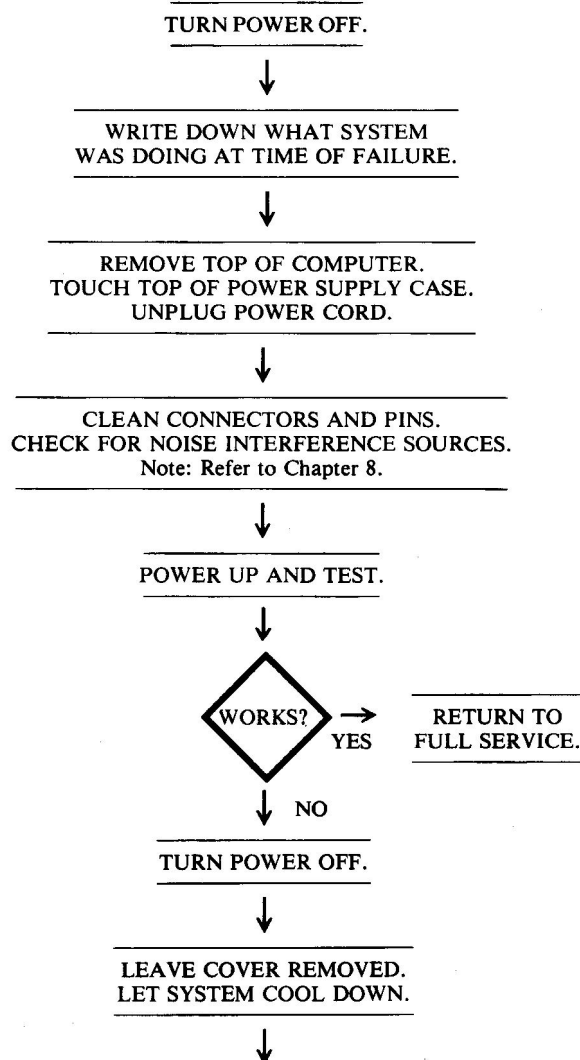 TURN POWER OFF.
WRITE DOWN WHAT SYSTEM
WAS DOING AT TIME OF FAILURE.
REMOVE TOP OF COMPUTER.
TOUCH TOP OF POWER SUPPLY CASE.
UNPLUG POWER CORD.
CLEAN CONNECTORS AND PINS.
CHECK FOR NOISE INTERFERENCE SOURCES.
Note: Refer to Chapter 8.
POWER UP AND TEST.
WORKS?
YES
RETURN TO
FULL SERVICE.
NO
TURN POWER OFF.
LEAVE COVER REMOVED.
LET SYSTEM COOL DOWN.